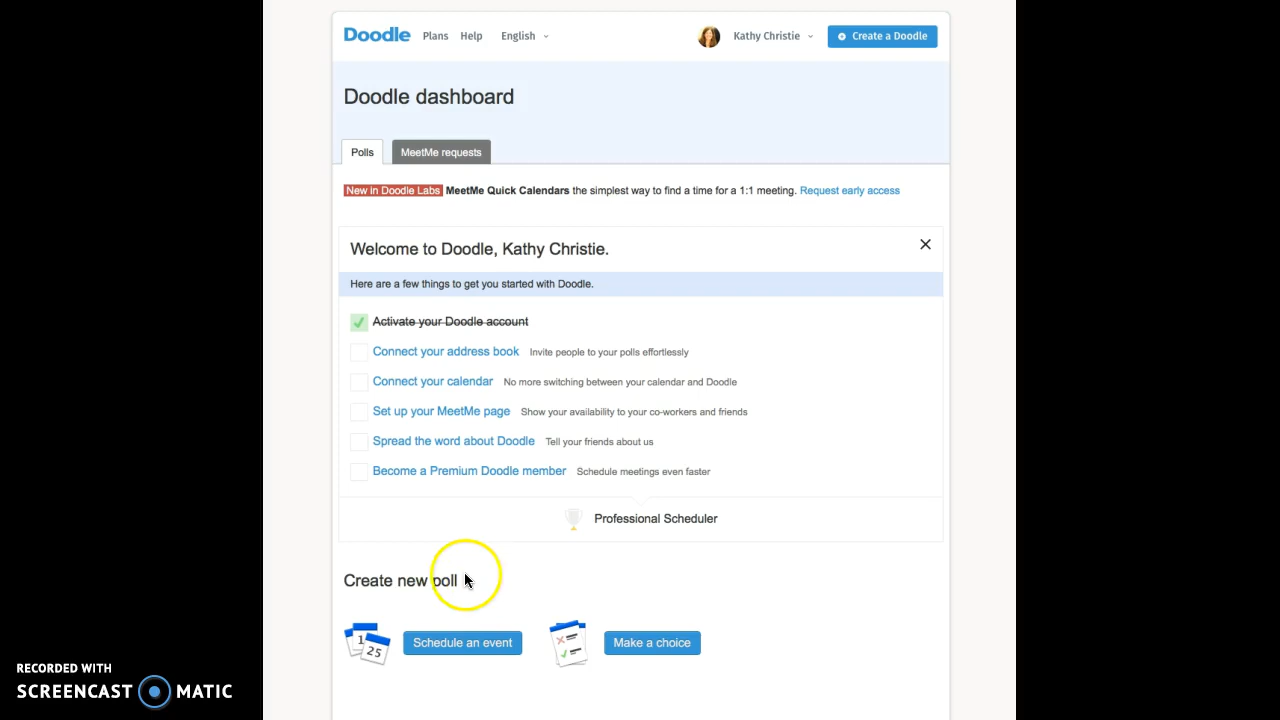 Doodle Plans Help English Kathy Christie Create a Doodle
Doodle dashboard
Polls MeetMe requests
New in Doodle Labs MeetMe Quick Calendars the simplest way to find a time for a 1:1 meeting. Request early access
Welcome to Doodle, Kathy Christie.
Here are a few things to get you started with Doodle.
Activate your Doodle account
Connect your address book Invite people to your polls effortlessly
Connect your calendar No more switching between your calendar and Doodle
Set up your MeetMe page Show your availability to your co-workers and friends
Spread the word about Doodle Tell your friends about us
Become a Premium Doodle member Schedule meetings even faster
Professional Scheduler
Create new poll
1 25 Schedule an event Make a choice
RECORDED WITH
SCREENCAST MATIC